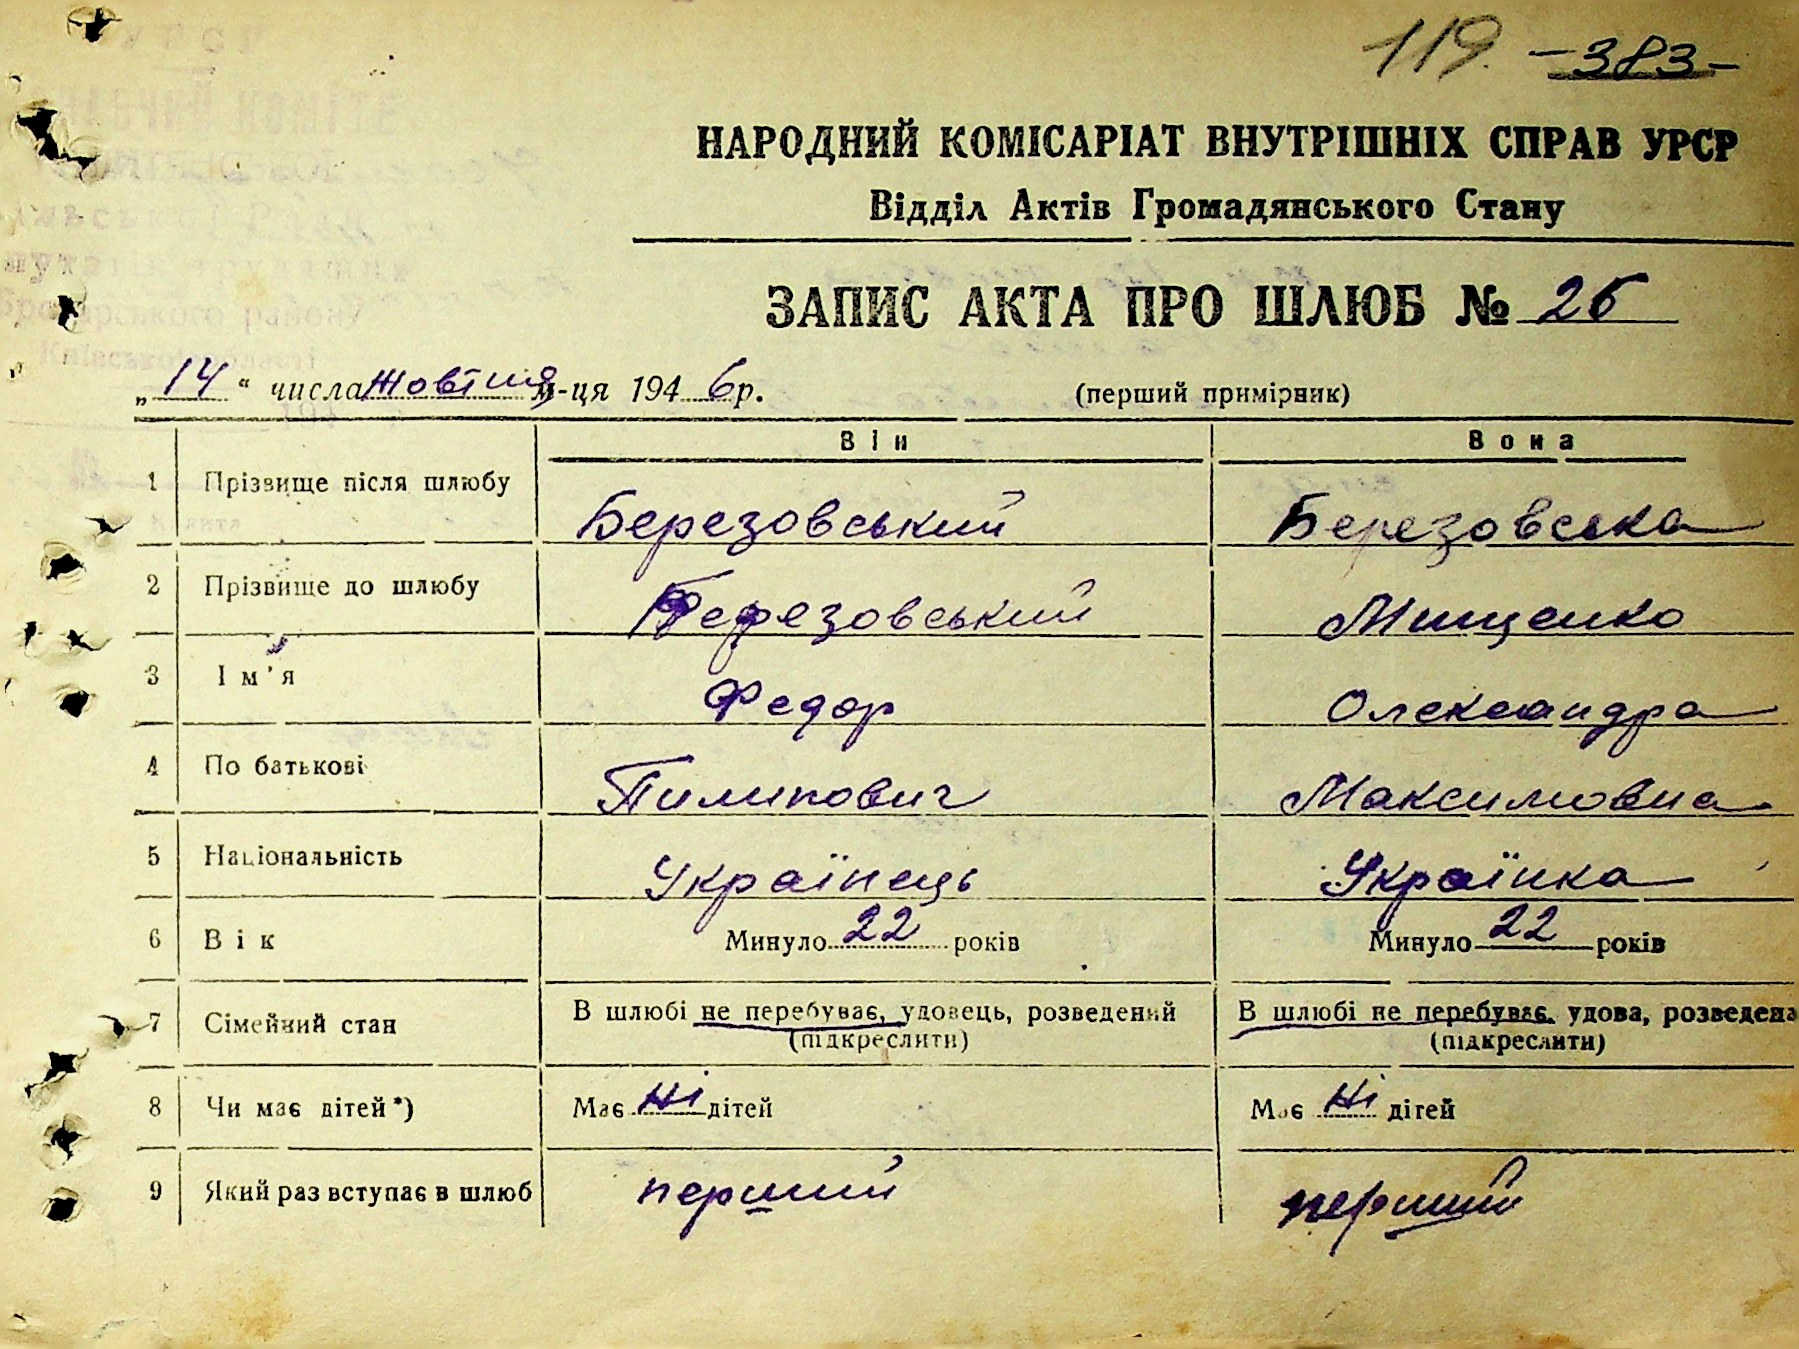 119. -383-
НАРОДНИЙ КОМІСАРІАТ ВНУТРІШНІХ СПРАВ УРСР
Відділ Актів Громадянського Стану
ЗАПИС АКТА ПРО ШЛЮБ № 26
„14“ числа Жовтня м-ця 1946р. (перший примірник)
Він Вона
1 Прізвище після шлюбу Березовський Березовська
2 Прізвище до шлюбу Березовський Мищенко
3 Ім'я Федор Олександра
4 По батькові Пилипович Максимовна
5 Національність Українець Українка
6 Вік Минуло 22 років Минуло 22 років
7 Сімейний стан В шлюбі не перебуває, удовець, розведений В шлюбі не перебуває, удова, розведена
(підкреслити) (підкреслити)
8 Чи має дітей*) Має Ні дітей Має Ні дітей
9 Який раз вступає в шлюб перший перший